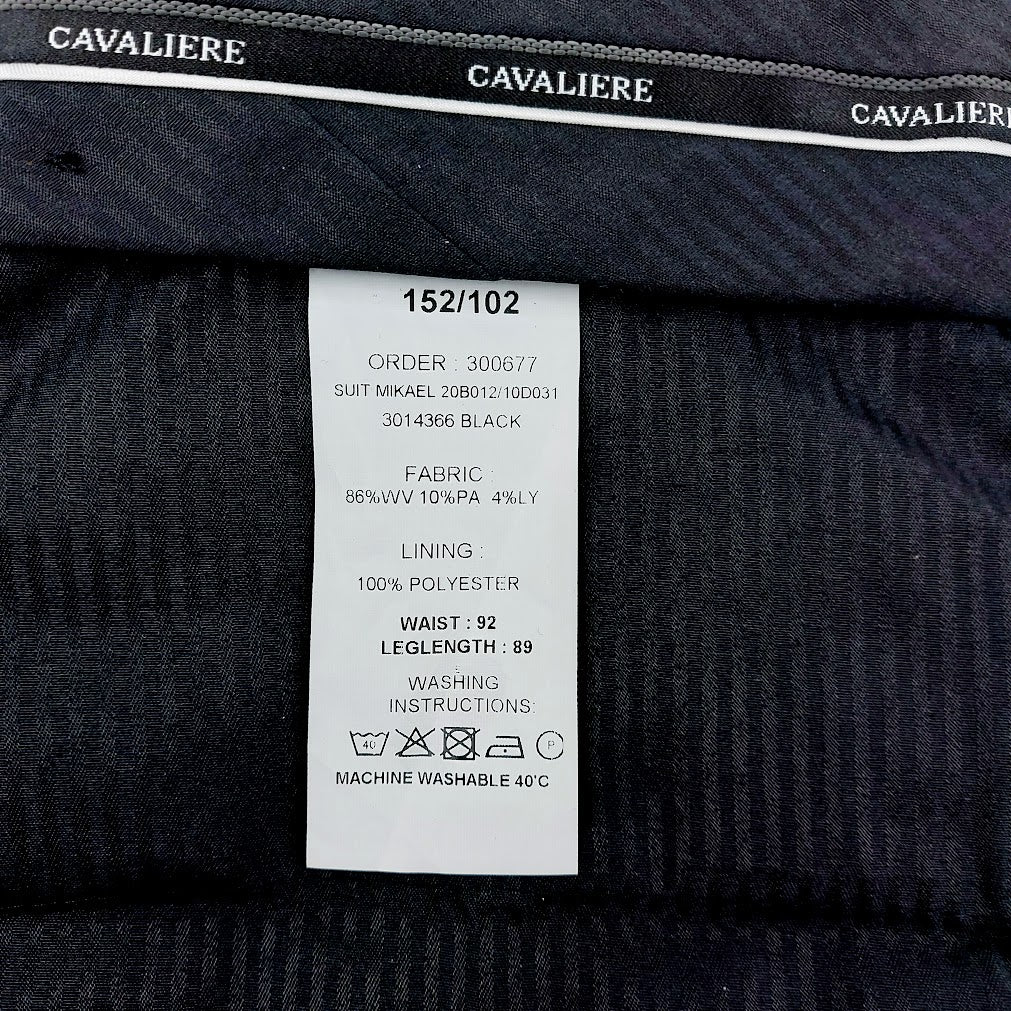 CAVALIERE
CAVALIERE
CAVALIERE
152/102
ORDER : 300677
SUIT MIKAEL 20B012/10D031
3014366 BLACK
FABRIC :
86%WV 10%PA 4%LY
LINING :
100% POLYESTER
WAIST : 92
LEGLENGTH : 89
WASHING
INSTRUCTIONS:
40 P
MACHINE WASHABLE 40'C